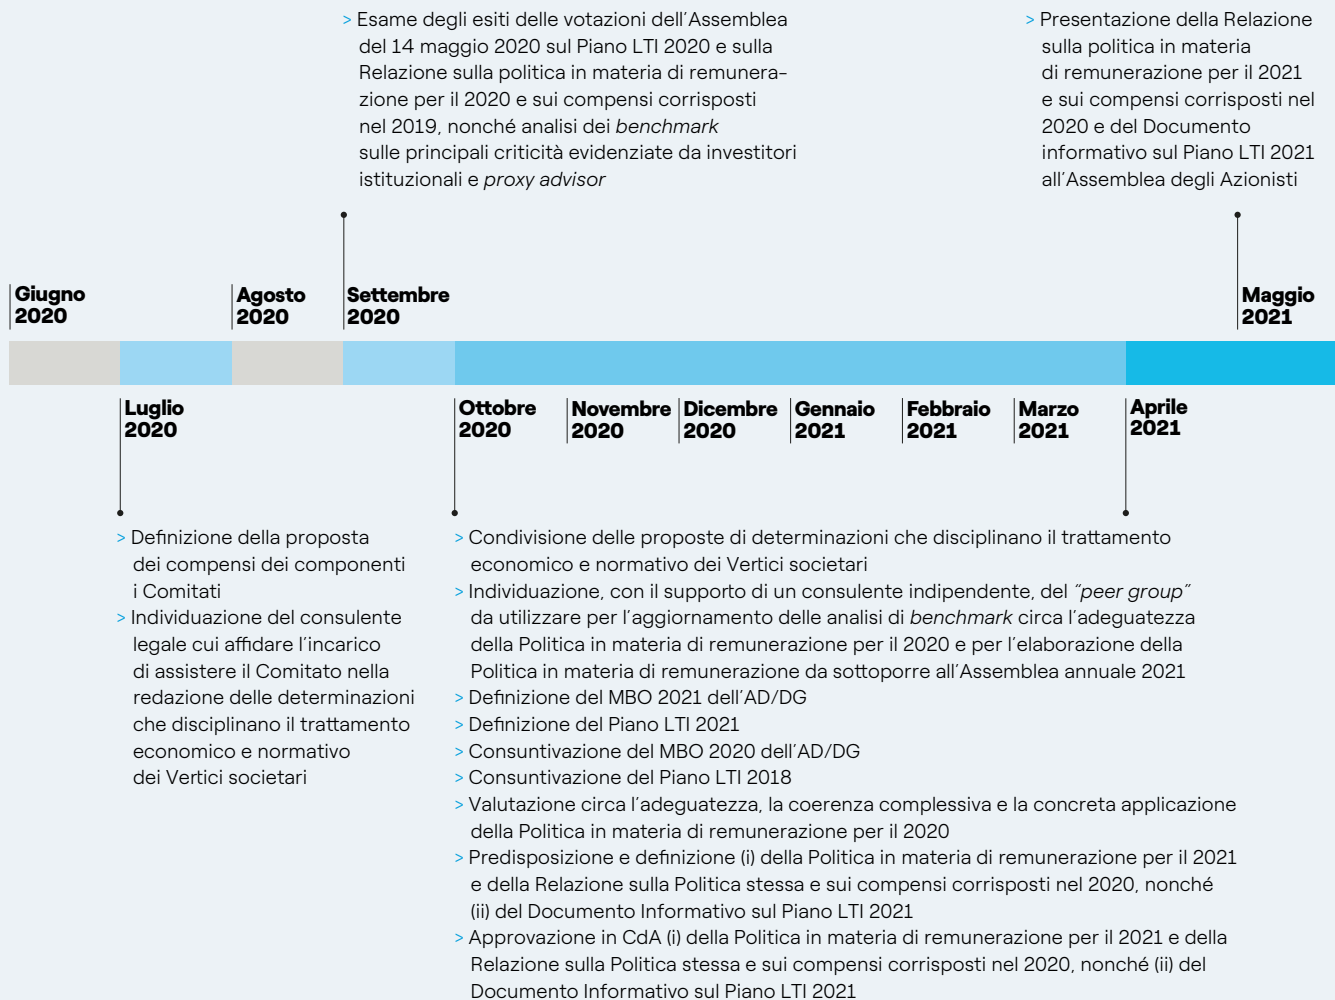 > Esame degli esiti delle votazioni dell'Assemblea
del 14 maggio 2020 sul Piano LTI 2020 e sulla
Relazione sulla politica in materia di remunera-
zione per il 2020 e sui compensi corrisposti
nel 2019, nonché analisi dei benchmark
sulle principali criticità evidenziate da investitori
istituzionali e proxy advisor
> Presentazione della Relazione
sulla politica in materia
di remunerazione per il 2021
e sui compensi corrisposti nel
2020 e del Documento
informativo sul Piano LTI 2021
all'Assemblea degli Azionisti
Giugno
2020
Agosto
2020
Settembre
2020
Maggio
2021
Luglio
2020
Ottobre
2020
Novembre
2020
Dicembre
2020
Gennaio
2021
Febbraio
2021
Marzo
2021
Aprile
2021
> Definizione della proposta
dei compensi dei componenti
i Comitati
> Individuazione del consulente
legale cui affidare l'incarico
di assistere il Comitato nella
redazione delle determinazioni
che disciplinano il trattamento
economico e normativo
dei Vertici societari
> Condivisione delle proposte di determinazioni che disciplinano il trattamento
economico e normativo dei Vertici societari
> Individuazione, con il supporto di un consulente indipendente, del "peer group"
da utilizzare per l'aggiornamento delle analisi di benchmark circa l'adeguatezza
della Politica in materia di remunerazione per il 2020 e per l'elaborazione della
Politica in materia di remunerazione da sottoporre all'Assemblea annuale 2021
> Definizione del MBO 2021 dell'AD/DG
> Definizione del Piano LTI 2021
> Consuntivazione del MBO 2020 dell'AD/DG
> Consuntivazione del Piano LTI 2018
> Valutazione circa l'adeguatezza, la coerenza complessiva e la concreta applicazione
della Politica in materia di remunerazione per il 2020
> Predisposizione e definizione (i) della Politica in materia di remunerazione per il 2021
e della Relazione sulla Politica stessa e sui compensi corrisposti nel 2020, nonché
(ii) del Documento Informativo sul Piano LTI 2021
> Approvazione in CdA (i) della Politica in materia di remunerazione per il 2021 e della
Relazione sulla Politica stessa e sui compensi corrisposti nel 2020, nonché (ii) del
Documento Informativo sul Piano LTI 2021